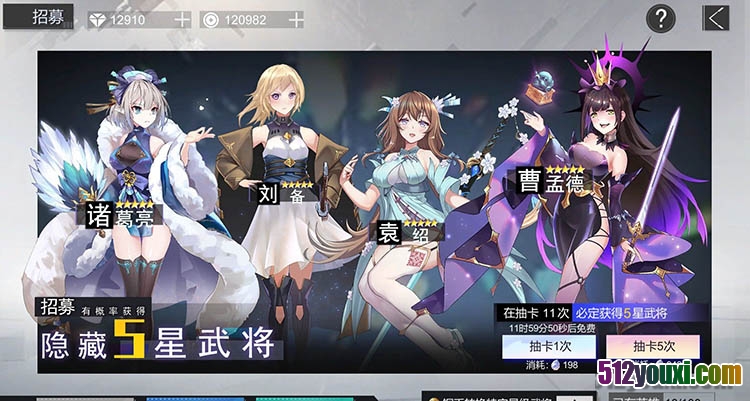 招募
12910
120982
?
诸葛亮
刘备
袁绍
曹孟德
招募 有概率获得
隐藏5星武将
在抽卡11次 必定获得5星武将
11时59分50秒后免费
抽卡1次
抽卡5次
消耗: 198
消耗:
512youxi.com